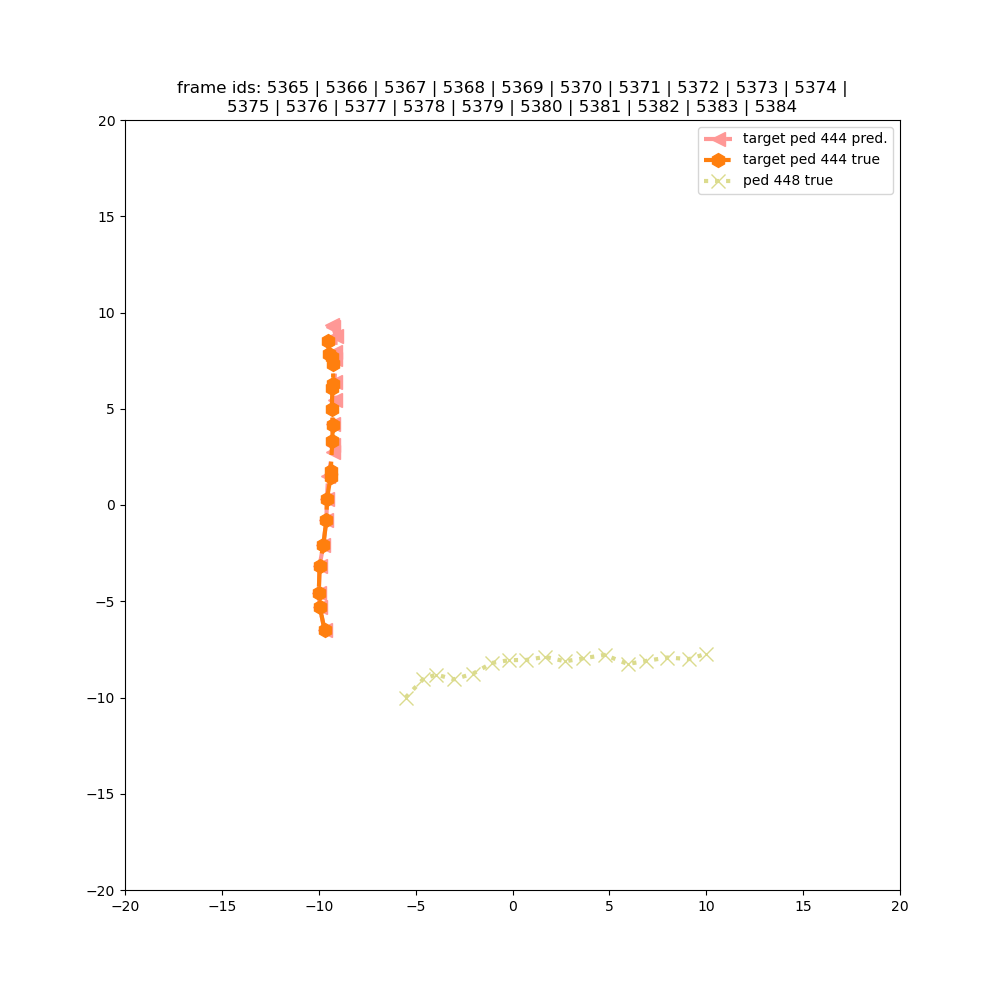 frame ids: 5365 | 5366 | 5367 | 5368 | 5369 | 5370 | 5371 | 5372 | 5373 | 5374 |
5375 | 5376 | 5377 | 5378 | 5379 | 5380 | 5381 | 5382 | 5383 | 5384
target ped 444 pred.
target ped 444 true
ped 448 true
20
15
10
5
0
−5
−10
−15
−20
−20 −15 −10 −5 0 5 10 15 20